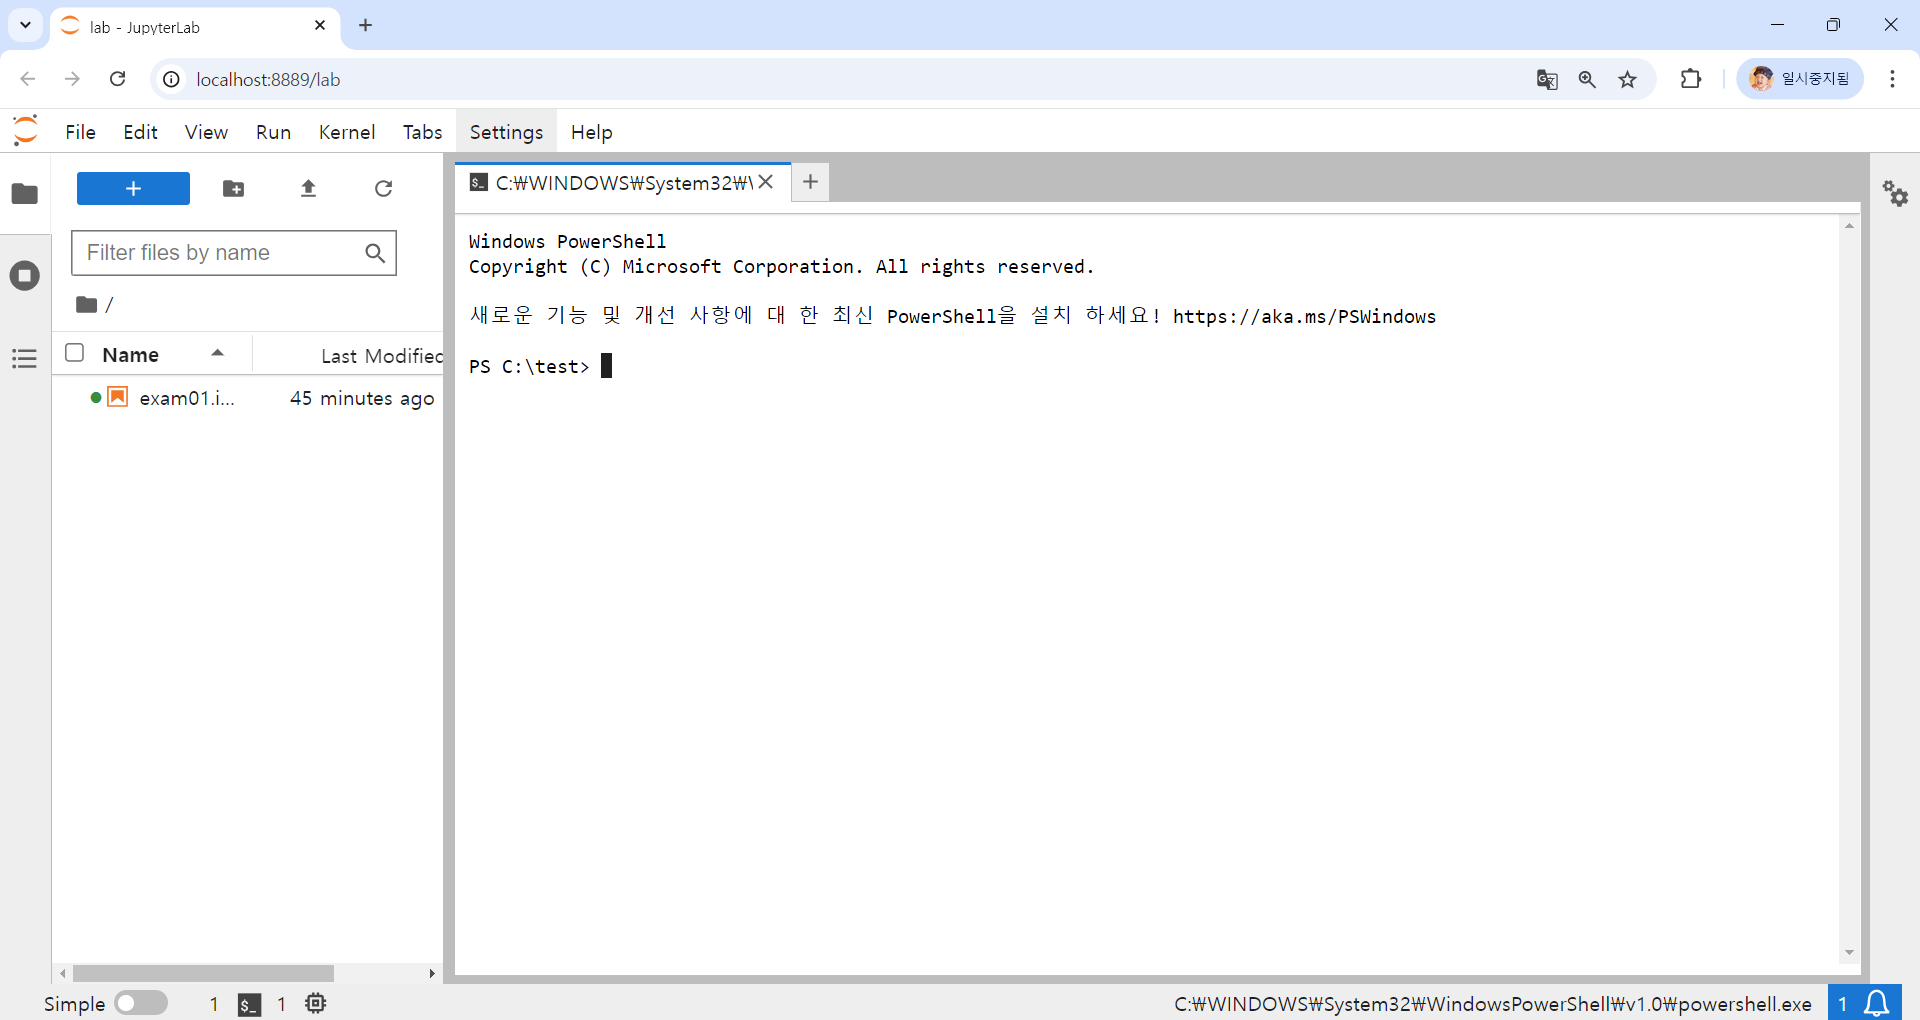 lab - JupyterLab
localhost:8889/lab
일시중지됨
File Edit View Run Kernel Tabs Settings Help
C:₩WINDOWS₩System32₩
Filter files by name
/
Name Last Modified
exam01.i... 45 minutes ago
Windows PowerShell
Copyright (C) Microsoft Corporation. All rights reserved.
새로운 기능 및 개선 사항에 대 한 최신 PowerShell을 설치 하세요! https://aka.ms/PSWindows
PS C:\test>
Simple 1 $_ 1 C:₩WINDOWS₩System32₩WindowsPowerShell₩v1.0₩powershell.exe 1